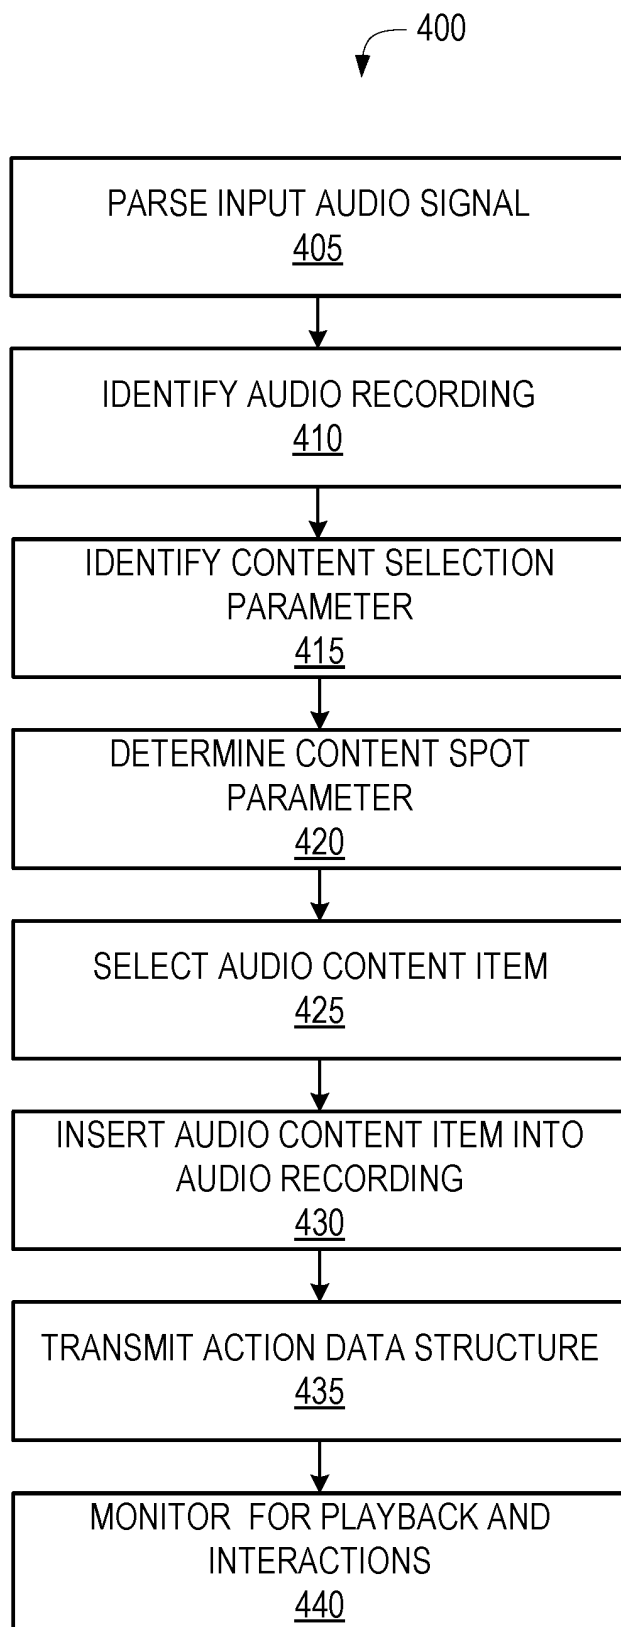 400
PARSE INPUT AUDIO SIGNAL
405
IDENTIFY AUDIO RECORDING
410
IDENTIFY CONTENT SELECTION
PARAMETER
415
DETERMINE CONTENT SPOT
PARAMETER
420
SELECT AUDIO CONTENT ITEM
425
INSERT AUDIO CONTENT ITEM INTO
AUDIO RECORDING
430
TRANSMIT ACTION DATA STRUCTURE
435
MONITOR FOR PLAYBACK AND
INTERACTIONS
440